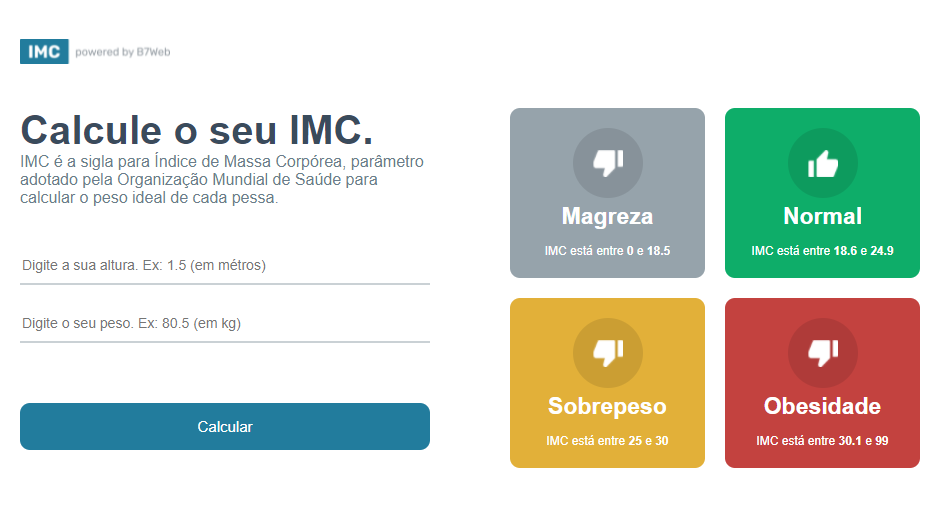 IMC powered by B7Web
Calcule o seu IMC.
IMC é a sigla para Índice de Massa Corpórea, parâmetro
adotado pela Organização Mundial de Saúde para
calcular o peso ideal de cada pessa.
Digite a sua altura. Ex: 1.5 (em métros)
Digite o seu peso. Ex: 80.5 (em kg)
Calcular
Magreza
IMC está entre 0 e 18.5
Normal
IMC está entre 18.6 e 24.9
Sobrepeso
IMC está entre 25 e 30
Obesidade
IMC está entre 30.1 e 99